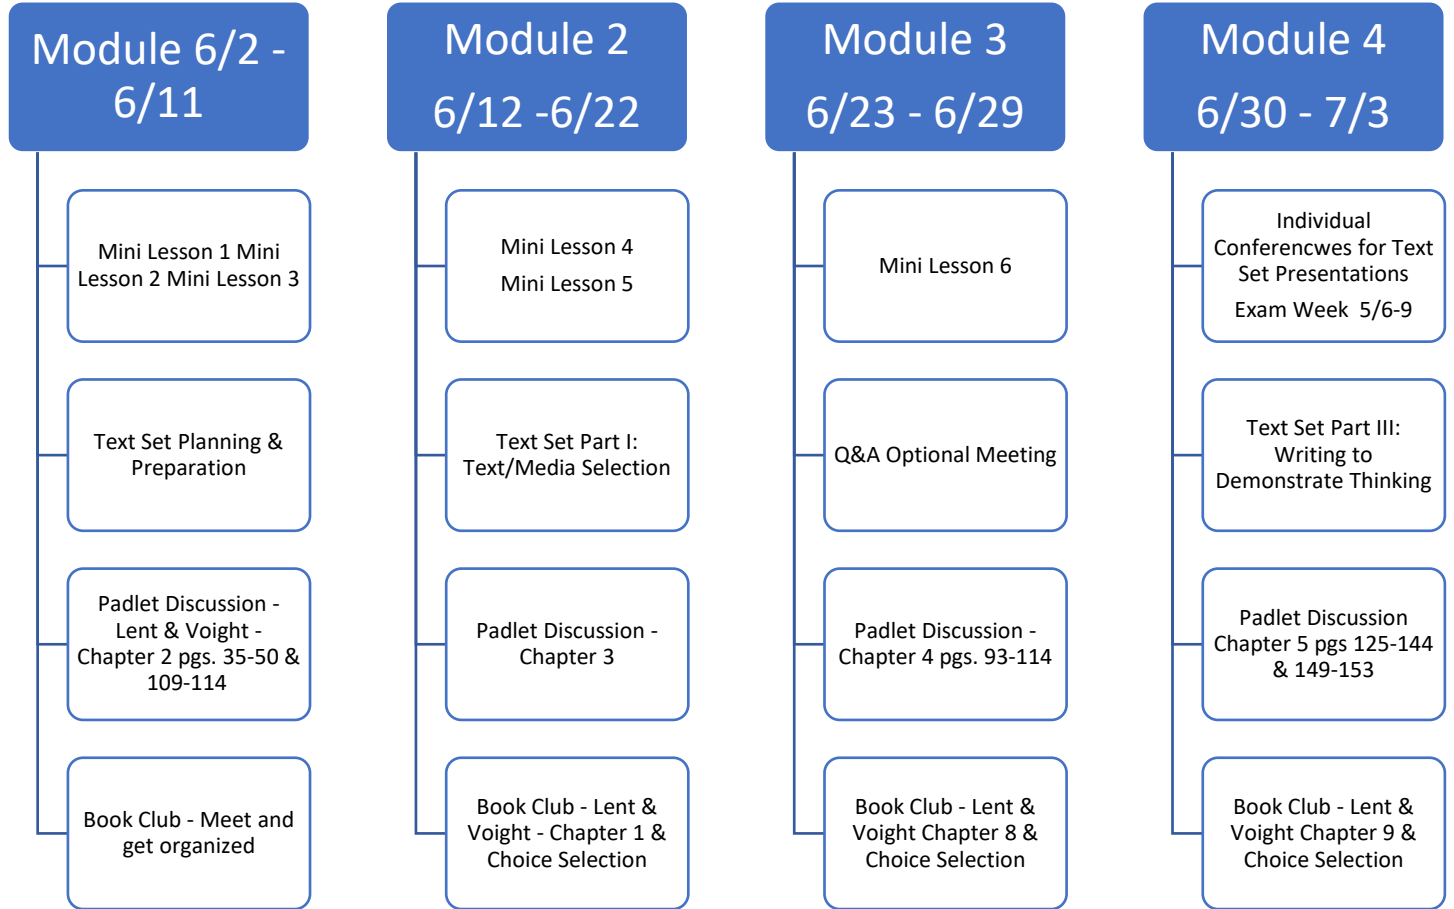 Module 6/2 -
6/11
Mini Lesson 1 Mini
Lesson 2 Mini Lesson 3
Text Set Planning &
Preparation
Padlet Discussion -
Lent & Voight -
Chapter 2 pgs. 35-50 &
109-114
Book Club - Meet and
get organized
Module 2
6/12 -6/22
Mini Lesson 4
Mini Lesson 5
Text Set Part I:
Text/Media Selection
Padlet Discussion -
Chapter 3
Book Club - Lent &
Voight - Chapter 1 &
Choice Selection
Module 3
6/23 - 6/29
Mini Lesson 6
Q&A Optional Meeting
Padlet Discussion -
Chapter 4 pgs. 93-114
Book Club - Lent &
Voight Chapter 8 &
Choice Selection
Module 4
6/30 - 7/3
Individual
Conferencwes for Text
Set Presentations
Exam Week  5/6-9
Text Set Part III:
Writing to
Demonstrate Thinking
Padlet Discussion
Chapter 5 pgs 125-144
& 149-153
Book Club - Lent &
Voight Chapter 9 &
Choice Selection